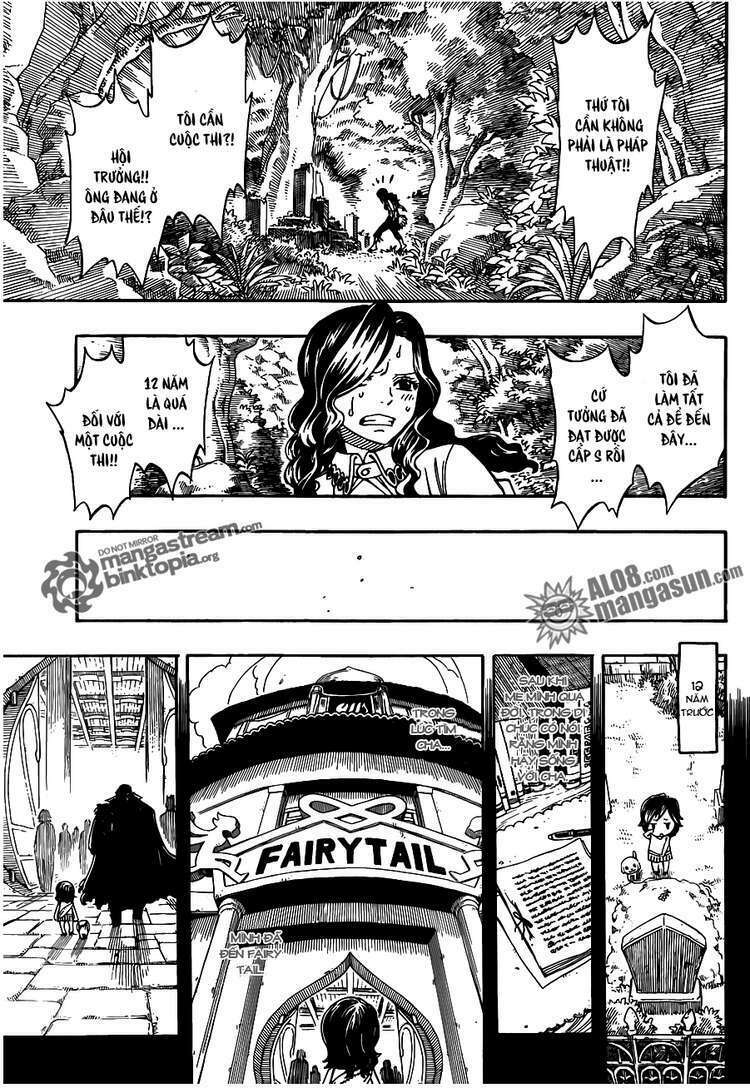 THỨ TÔI
CẦN KHÔNG
PHẢI LÀ PHÁP
THUẬT!!
TÔI CẦN
CUỘC THI?!
HỘI
TRƯỞNG!!
ÔNG ĐANG Ở
ĐÂU THẾ!?
TÔI ĐÃ
LÀM TẤT
CẢ ĐỂ ĐẾN
ĐÂY...
CỨ
TƯỞNG ĐÃ
ĐẠT ĐƯỢC
CẤP S RỒI
...
12 NĂM
LÀ QUÁ
DÀI ...
ĐỐI VỚI
MỘT CUỘC
THI!!
DO NOT MIRROR
mangastream.com
binktopia.org
AL08.com
mangasun.com
12
NĂM
TRƯỚC
SAU KHI
MẸ MÌNH QUA
ĐỜI, TRONG DI
CHÚC CÓ NÓI
RẰNG MÌNH
HÃY SỐNG
VỚI CHA
TRONG
LÚC TÌM
CHA...
FAIRYTAIL
MÌNH ĐÃ
ĐẾN FAIRY
TAIL.